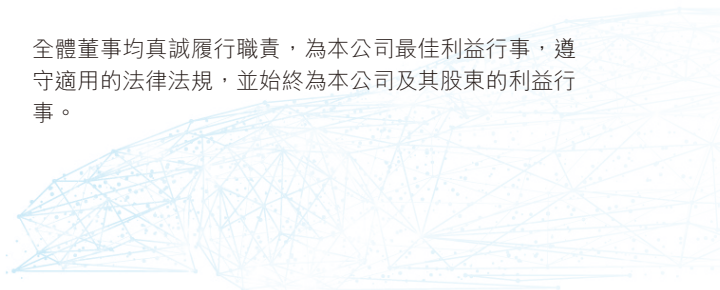 全體董事均真誠履行職責，為本公司最佳利益行事，遵
守適用的法律法規，並始終為本公司及其股東的利益行
事。